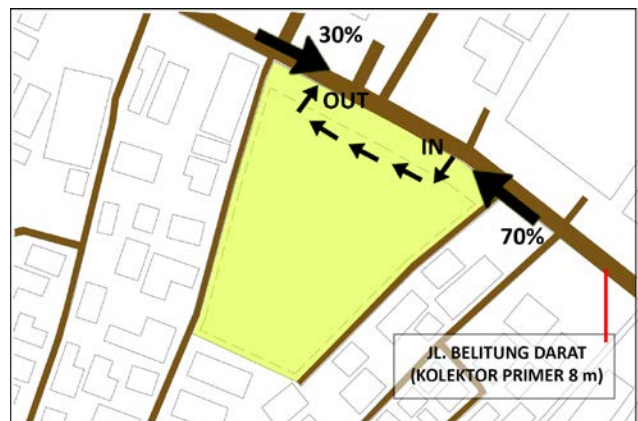 30%
OUT
IN
70%
JL. BELITUNG DARAT
(KOLEKTOR PRIMER 8 m)